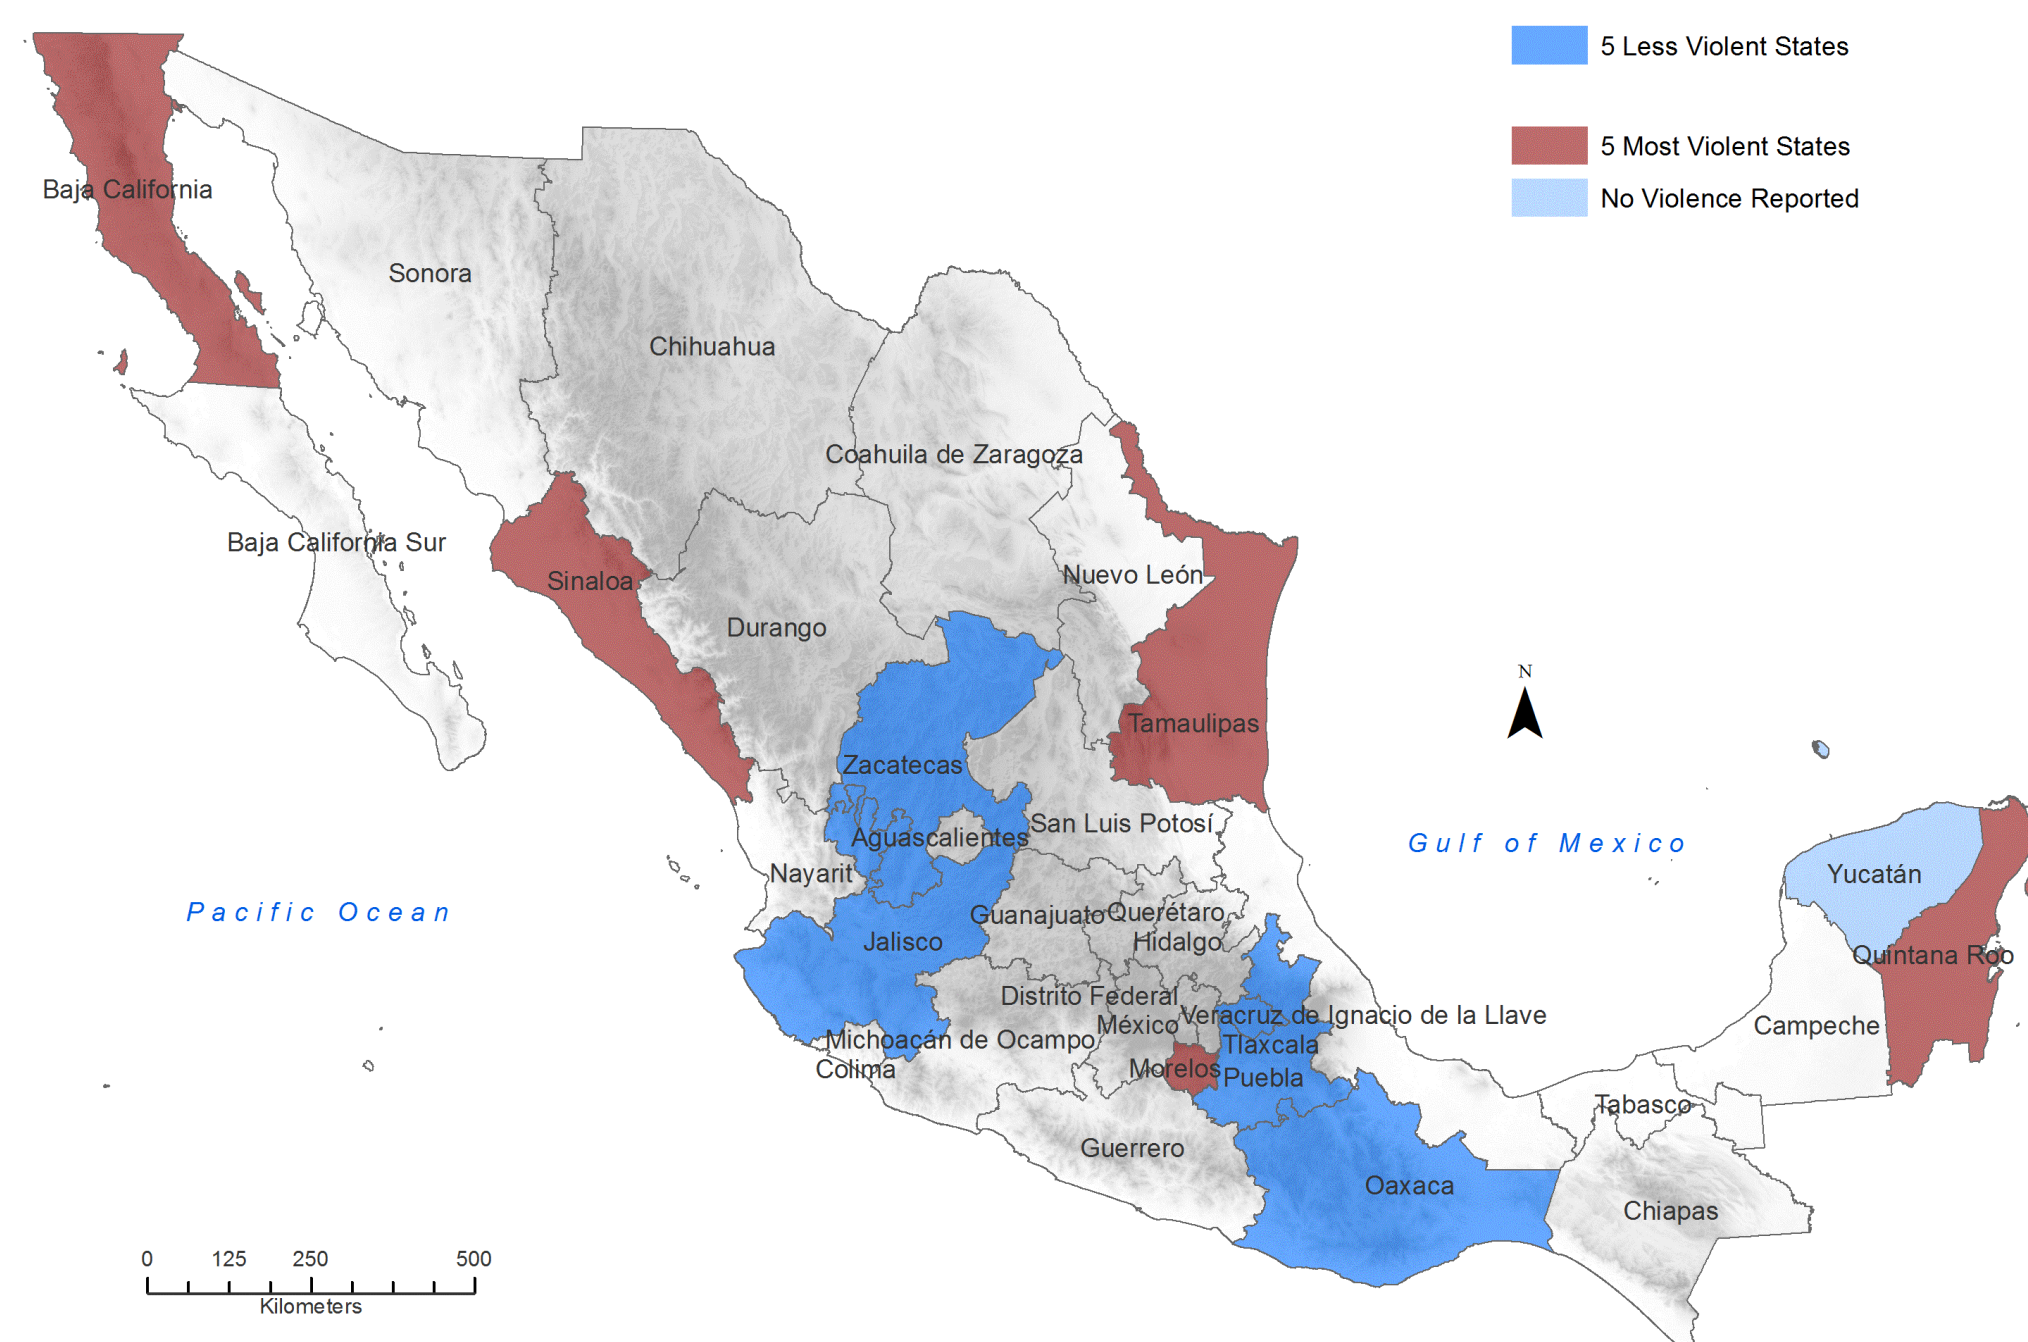 5 Less Violent States
5 Most Violent States
No Violence Reported
Baja California
Sonora
Chihuahua
Coahuila de Zaragoza
Baja California Sur
Sinaloa
Nuevo León
Durango
N
Tamaulipas
Zacatecas
Aguascalientes
San Luis Potosí
Gulf of Mexico
Nayarit
Yucatán
Pacific Ocean
Guanajuato
Querétaro
Jalisco
Hidalgo
Quintana Roo
Distrito Federal
Veracruz de Ignacio de la Llave
México
Campeche
Michoacán de Ocampo
Tlaxcala
Colima
Morelos
Puebla
Tabasco
Guerrero
Oaxaca
Chiapas
0 125 250 500
Kilometers